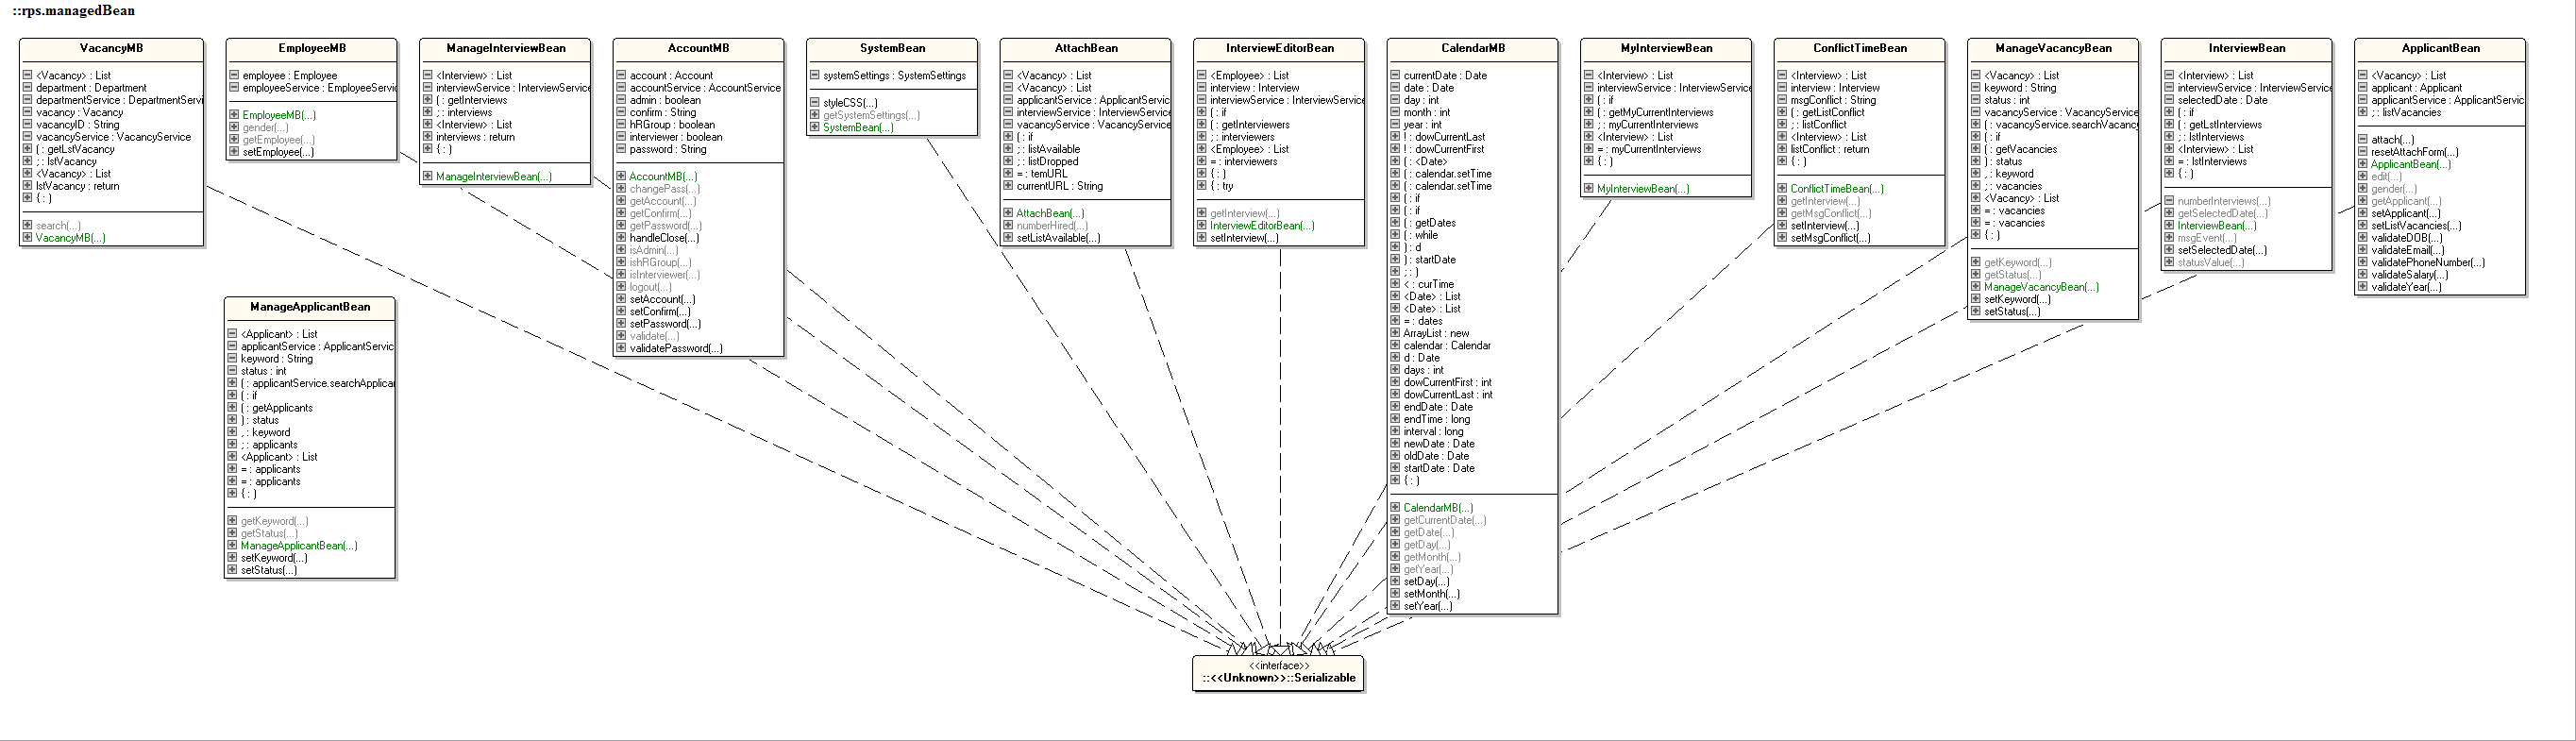 ::rps.managedBean
VacancyMB
<Vacancy> : List
department : Department
departmentService : DepartmentServi
vacancy : Vacancy
vacancyID : String
vacancyService : VacancyService
( : getLstVacancy
; : lstVacancy
<Vacancy> : List
lstVacancy : return
{ : }
search(...)
VacancyMB(...)
EmployeeMB
employee : Employee
employeeService : EmployeeServic
EmployeeMB(...)
gender(...)
getEmployee(...)
setEmployee(...)
ManageInterviewBean
<Interview> : List
interviewService : InterviewService
( : getInterviews
; : interviews
<Interview> : List
interviews : return
{ : }
ManageInterviewBean(...)
AccountMB
account : Account
accountService : AccountService
admin : boolean
confirm : String
hRGroup : boolean
interviewer : boolean
password : String
AccountMB(...)
changePass(...)
getAccount(...)
getConfirm(...)
getPassword(...)
handleClose(...)
isAdmin(...)
ishRGroup(...)
isInterviewer(...)
logout(...)
setAccount(...)
setConfirm(...)
setPassword(...)
validate(...)
validatePassword(...)
SystemBean
systemSettings : SystemSettings
styleCSS(...)
getSystemSettings(...)
SystemBean(...)
AttachBean
<Vacancy> : List
<Vacancy> : List
applicantService : ApplicantServic
interviewService : InterviewService
vacancyService : VacancyService
( : if
; : listAvailable
; : listDropped
= : temURL
currentURL : String
AttachBean(...)
numberHired(...)
setListAvailable(...)
InterviewEditorBean
<Employee> : List
interview : Interview
interviewService : InterviewService
( : if
( : getInterviewers
; : interviewers
<Employee> : List
= : interviewers
{ : }
{ : try
getInterview(...)
InterviewEditorBean(...)
setInterview(...)
CalendarMB
currentDate : Date
date : Date
day : int
month : int
year : int
! : dowCurrentLast
! : dowCurrentFirst
( : <Date>
( : calendar.setTime
( : calendar.setTime
( : if
( : if
( : getDates
( : while
) : d
) : startDate
; : )
< : curTime
<Date> : List
<Date> : List
= : dates
ArrayList : new
calendar : Calendar
d : Date
days : int
dowCurrentFirst : int
dowCurrentLast : int
endDate : Date
endTime : long
interval : long
newDate : Date
oldDate : Date
startDate : Date
{ : }
CalendarMB(...)
getCurrentDate(...)
getDate(...)
getDay(...)
getMonth(...)
getYear(...)
setDay(...)
setMonth(...)
setYear(...)
MyInterviewBean
<Interview> : List
interviewService : InterviewService
( : if
( : getMyCurrentInterviews
; : myCurrentInterviews
<Interview> : List
= : myCurrentInterviews
{ : }
MyInterviewBean(...)
ConflictTimeBean
<Interview> : List
interview : Interview
msgConflict : String
( : getListConflict
; : listConflict
<Interview> : List
listConflict : return
{ : }
ConflictTimeBean(...)
getInterview(...)
getMsgConflict(...)
setInterview(...)
setMsgConflict(...)
ManageVacancyBean
<Vacancy> : List
keyword : String
status : int
vacancyService : VacancyService
( : vacancyService.searchVacancy
( : if
( : getVacancies
) : status
, : keyword
; : vacancies
<Vacancy> : List
= : vacancies
= : vacancies
{ : }
getKeyword(...)
getStatus(...)
ManageVacancyBean(...)
setKeyword(...)
setStatus(...)
InterviewBean
<Interview> : List
interviewService : InterviewService
selectedDate : Date
( : if
( : getLstInterviews
; : lstInterviews
<Interview> : List
= : lstInterviews
{ : }
numberInterviews(...)
getSelectedDate(...)
InterviewBean(...)
msgEvent(...)
setSelectedDate(...)
statusValue(...)
ApplicantBean
<Vacancy> : List
applicant : Applicant
applicantService : ApplicantServic
; : listVacancies
attach(...)
resetAttachForm(...)
ApplicantBean(...)
edit(...)
gender(...)
getApplicant(...)
setApplicant(...)
setListVacancies(...)
validateDOB(...)
validateEmail(...)
validatePhoneNumber(...)
validateSalary(...)
validateYear(...)
ManageApplicantBean
<Applicant> : List
applicantService : ApplicantServic
keyword : String
status : int
( : applicantService.searchApplicar
( : if
( : getApplicants
) : status
, : keyword
; : applicants
<Applicant> : List
= : applicants
= : applicants
{ : }
getKeyword(...)
getStatus(...)
ManageApplicantBean(...)
setKeyword(...)
setStatus(...)
<<interface>>
::<<Unknown>>::Serializable